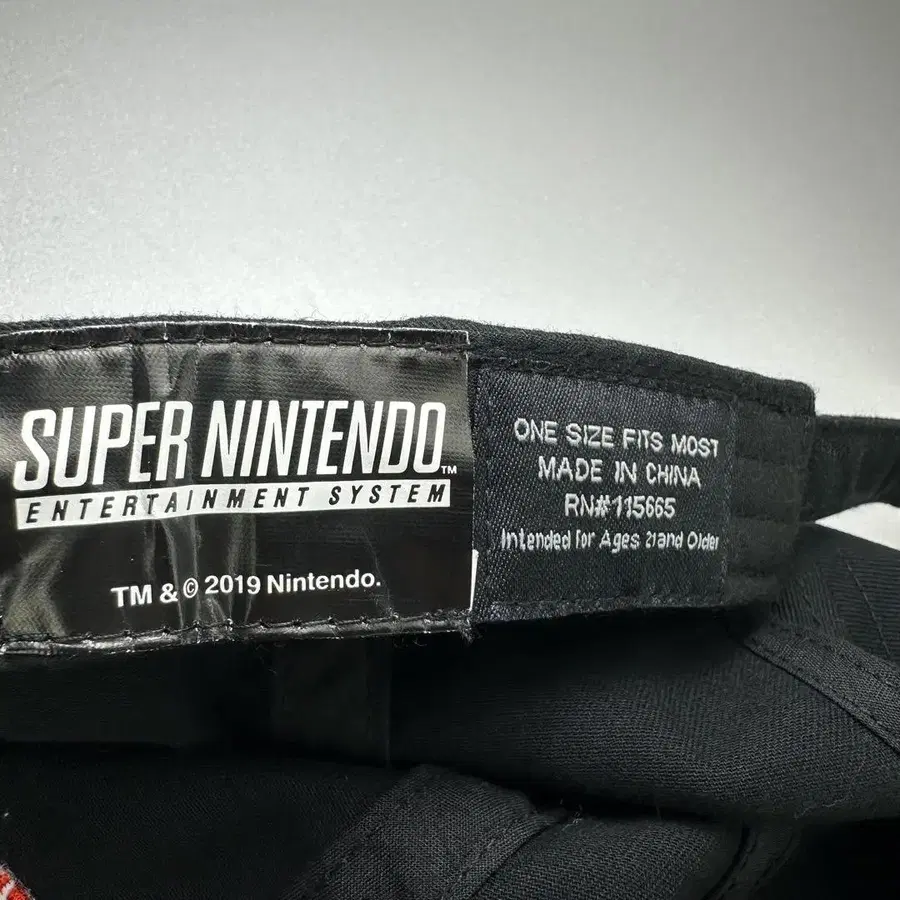 SUPER NINTENDO™
ENTERTAINMENT SYSTEM
TM & © 2019 Nintendo.
ONE SIZE FITS MOST
MADE IN CHINA
RN#115665
Intended for Ages 21and Older